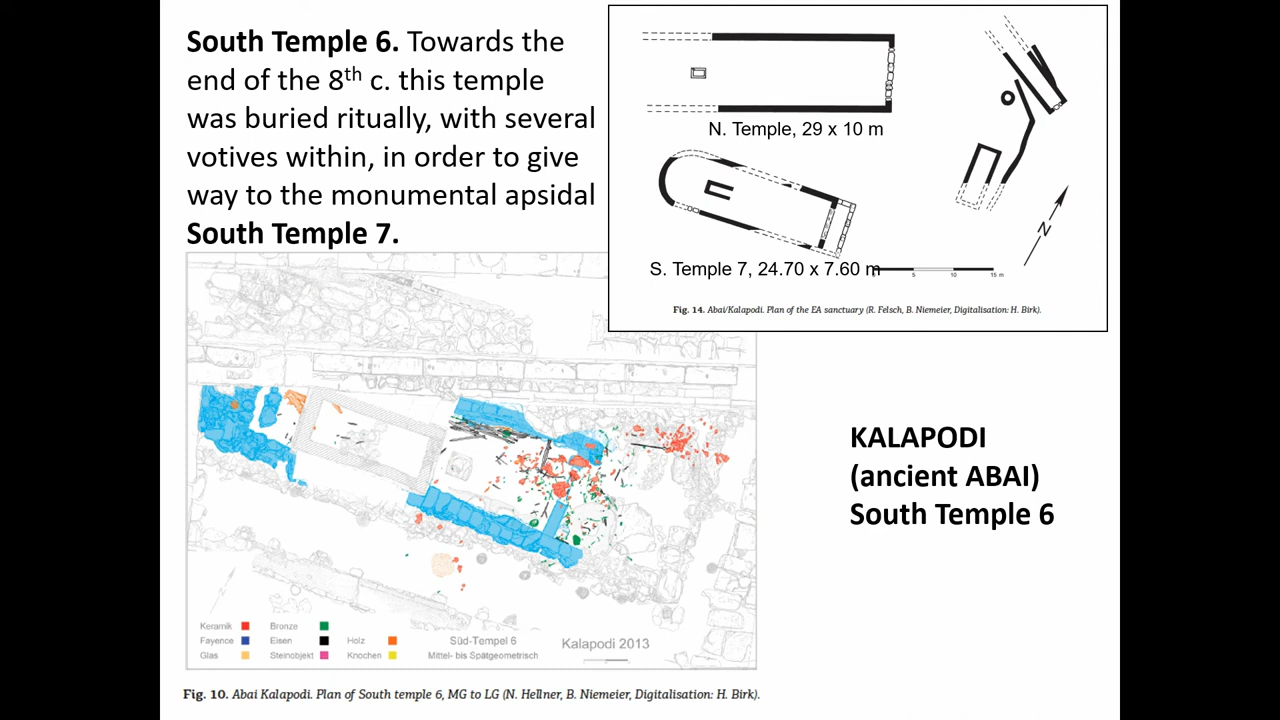 South Temple 6. Towards the
end of the 8th c. this temple
was buried ritually, with several
votives within, in order to give
way to the monumental apsidal
South Temple 7.
N. Temple, 29 x 10 m
N
S. Temple 7, 24.70 x 7.60 m
5 10 15 m
Fig. 14. Abai/Kalapodi. Plan of the EA sanctuary (R. Felsch, B. Niemeier, Digitalisation: H. Birk).
KALAPODI
(ancient ABAI)
South Temple 6
Keramik Bronze
Fayence Eisen Holz Süd-Tempel 6 Kalapodi 2013
Glas Steinobjekt Knochen Mittel- bis Spätgeometrisch
Fig. 10. Abai Kalapodi. Plan of South temple 6, MG to LG (N. Hellner, B. Niemeier, Digitalisation: H. Birk).